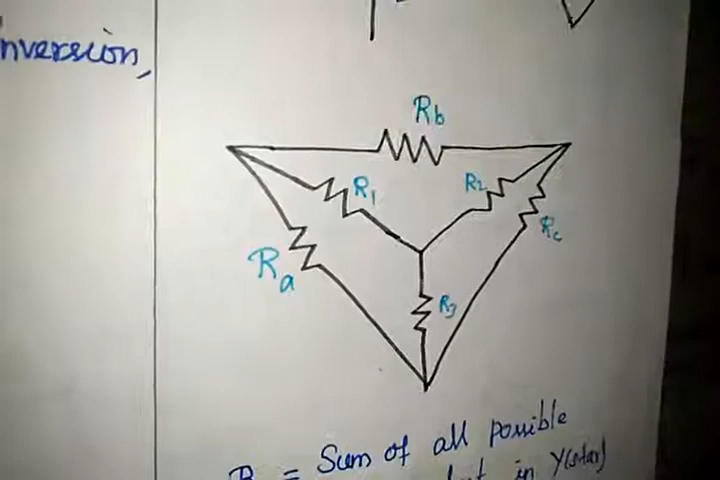 nversion,
Rb
R1
R2
Rc
Ra
R3
= Sum of all possible
in Y(star)